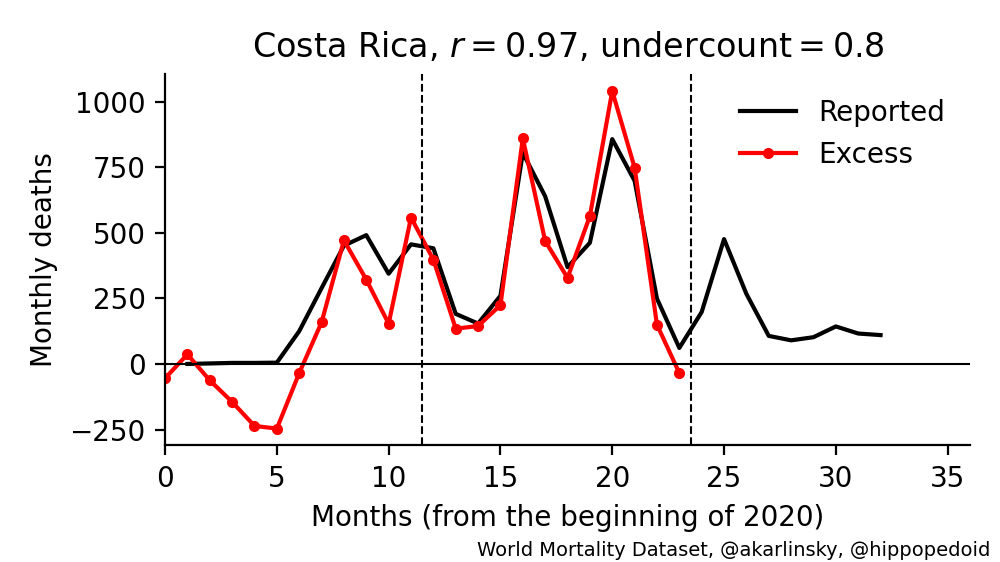 Costa Rica, r = 0.97, undercount = 0.8
Monthly deaths
1000
750
500
250
0
−250
Reported
Excess
0 5 10 15 20 25 30 35
Months (from the beginning of 2020)
World Mortality Dataset, @akarlinsky, @hippopedoid